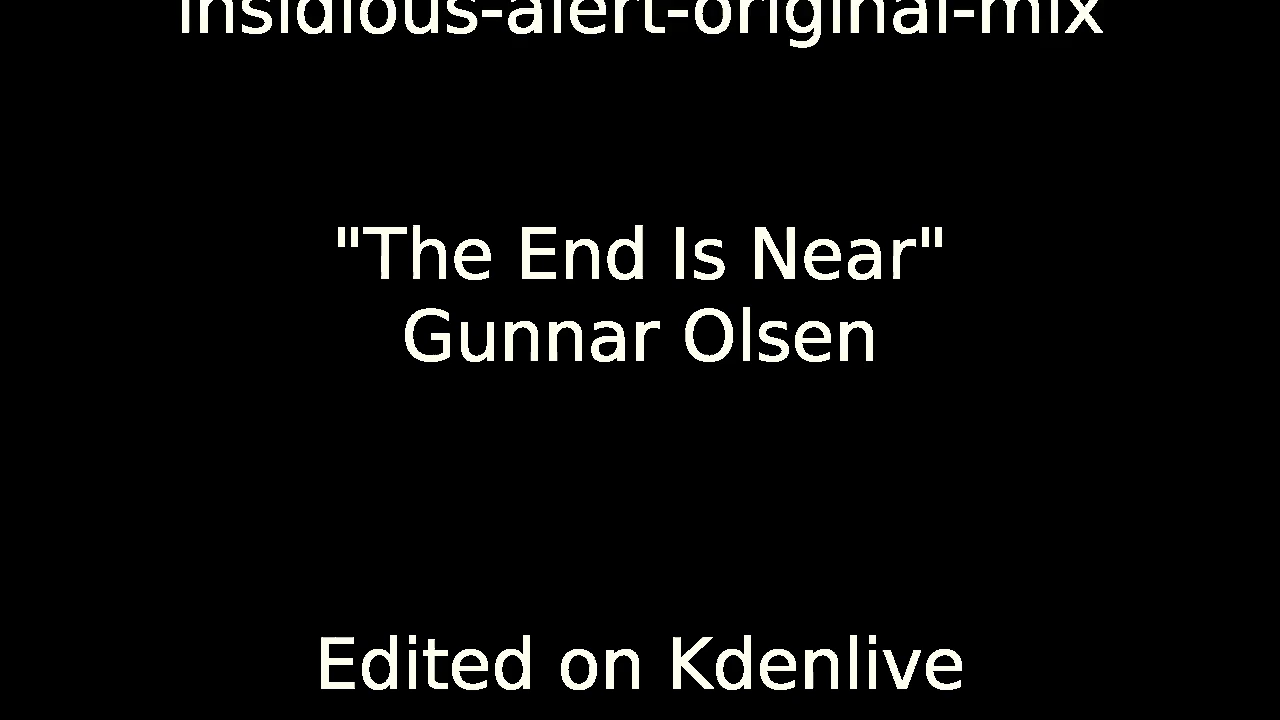 insidious-alert-original-mix
"The End Is Near"
Gunnar Olsen
Edited on Kdenlive